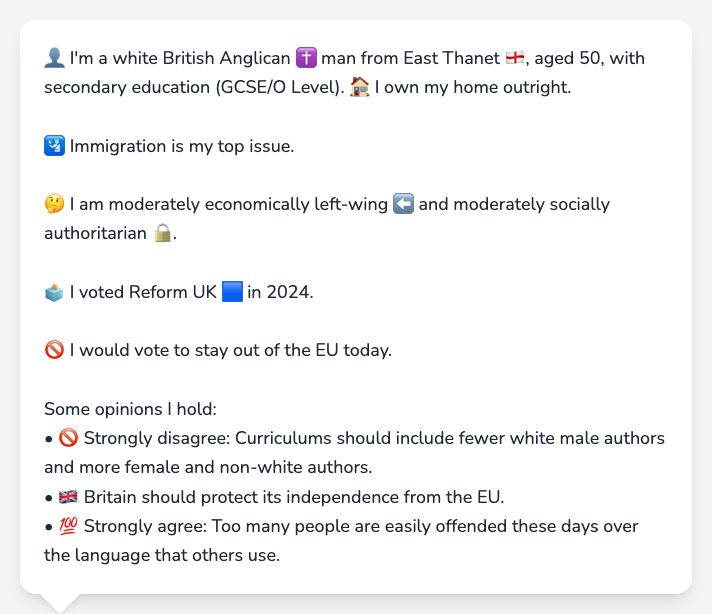 👤 I'm a white British Anglican ✝️ man from East Thanet 🏴󠁧󠁢󠁥󠁮󠁧󠁿, aged 50, with
secondary education (GCSE/O Level). 🏠 I own my home outright.
🛂 Immigration is my top issue.
🤔 I am moderately economically left-wing ⬅️ and moderately socially
authoritarian 🔒.
🗳️ I voted Reform UK 🟦 in 2024.
🚫 I would vote to stay out of the EU today.
Some opinions I hold:
• 🚫 Strongly disagree: Curriculums should include fewer white male authors
and more female and non-white authors.
• 🇬🇧 Britain should protect its independence from the EU.
• 💯 Strongly agree: Too many people are easily offended these days over
the language that others use.